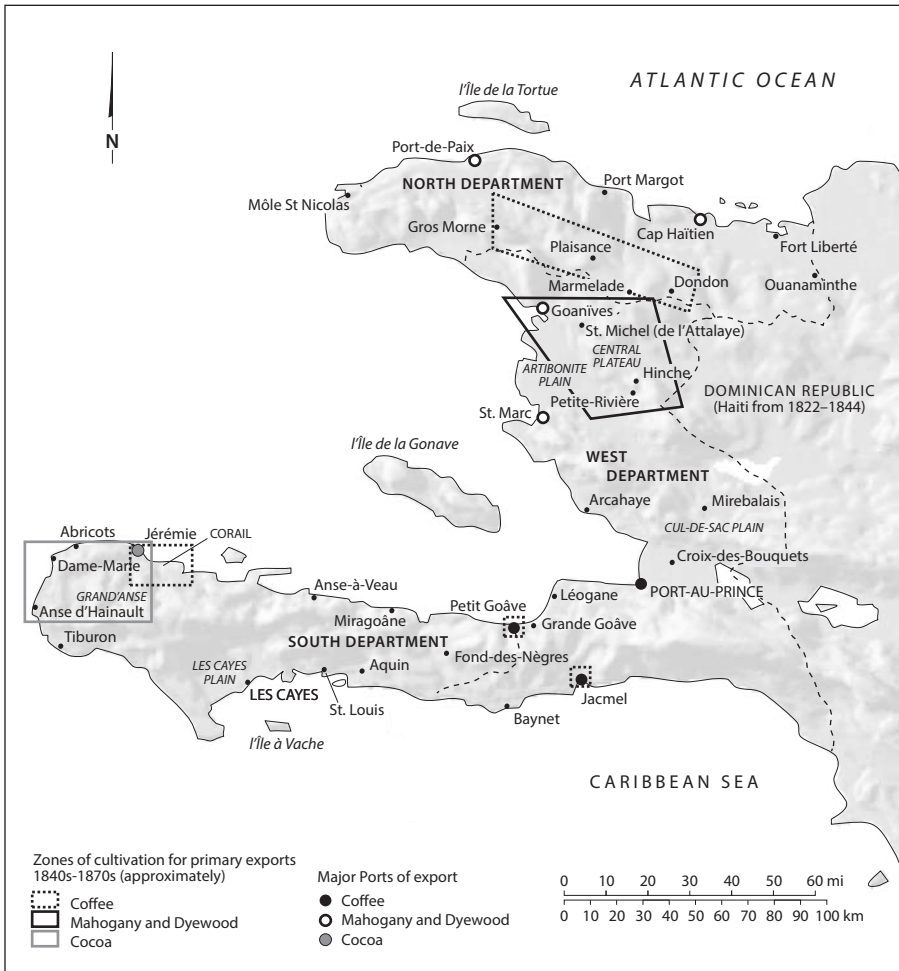 ATLANTIC OCEAN
l'Île de la Tortue
N
Port-de-Paix
NORTH DEPARTMENT
Port Margot
Môle St Nicolas
Gros Morne
Cap Haïtien
Plaisance
Fort Liberté
Marmelade
Dondon
Ouanaminthe
Goanïves
St. Michel (de l'Attalaye)
CENTRAL
PLATEAU
ARTIBONITE
PLAIN
Hinche
DOMINICAN REPUBLIC
(Haiti from 1822–1844)
Petite-Rivière
St. Marc
l'Île de la Gonave
WEST
DEPARTMENT
Arcahaye
Mirebalais
CUL-DE-SAC PLAIN
Abricots
Jérémie
CORAIL
Dame-Marie
Croix-des-Bouquets
GRAND'ANSE
Anse d'Hainault
Anse-à-Veau
Léogane
PORT-AU-PRINCE
Miragoâne
Petit Goâve
Grande Goâve
Tiburon
SOUTH DEPARTMENT
LES CAYES
PLAIN
Aquin
Fond-des-Nègres
LES CAYES
St. Louis
Jacmel
Baynet
l'Île à Vache
CARIBBEAN SEA
Zones of cultivation for primary exports
1840s-1870s (approximately)
Coffee
Mahogany and Dyewood
Cocoa
Major Ports of export
Coffee
Mahogany and Dyewood
Cocoa
0 10 20 30 40 50 60 mi
0 10 20 30 40 50 60 70 80 90 100 km